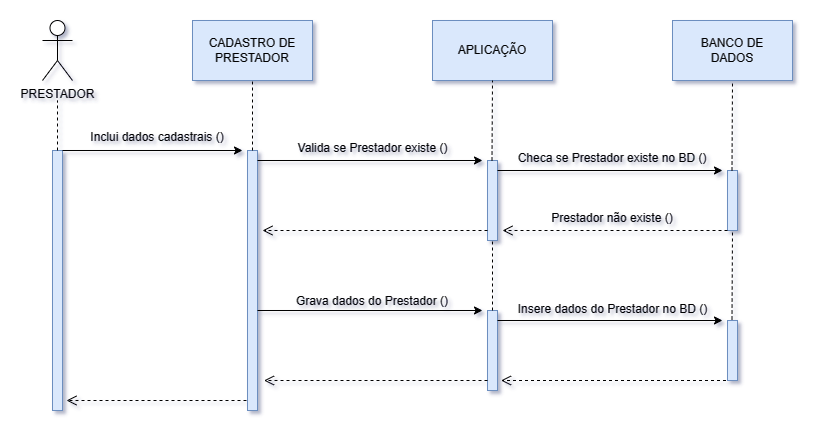 CADASTRO DE
PRESTADOR
APLICAÇÃO
BANCO DE
DADOS
PRESTADOR
Inclui dados cadastrais ()
Valida se Prestador existe ()
Checa se Prestador existe no BD ()
Prestador não existe ()
Grava dados do Prestador ()
Insere dados do Prestador no BD ()